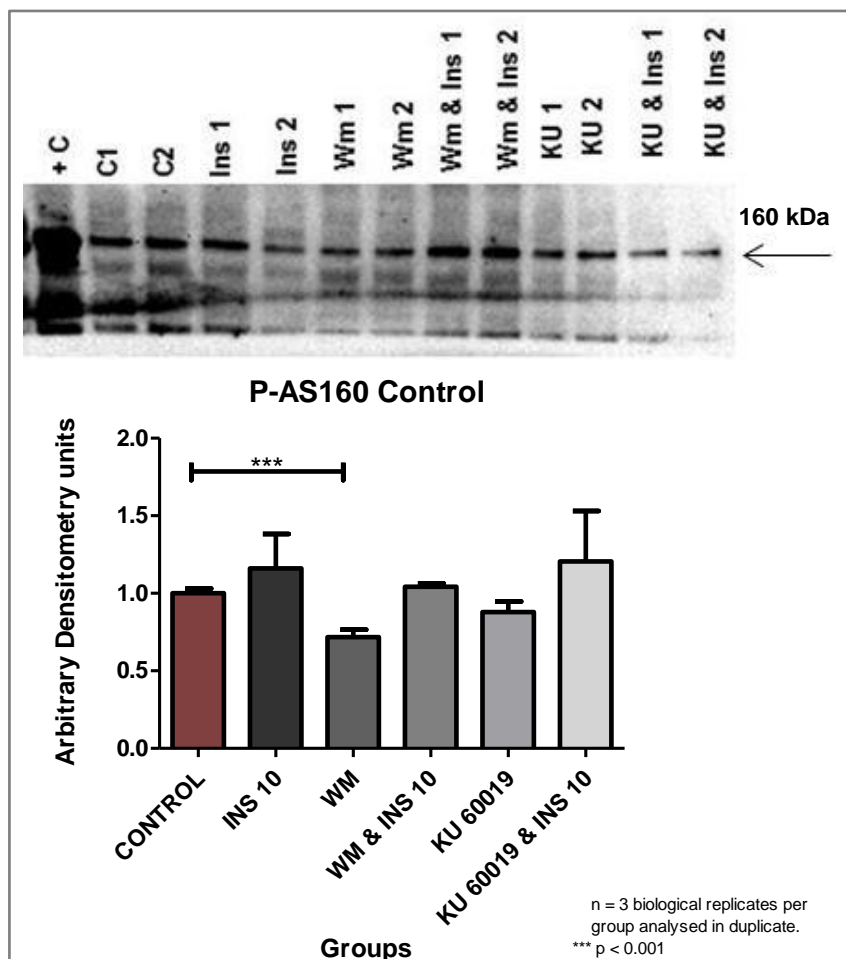 + C
C1
C2
Ins 1
Ins 2
Wm 1
Wm 2
Wm & Ins 1
Wm & Ins 2
KU 1
KU 2
KU & Ins 1
KU & Ins 2
160 kDa
P-AS160 Control
Arbitrary Densitometry units
2.0
1.5
1.0
0.5
0.0
***
CONTROL
INS 10
WM
WM & INS 10
KU 60019
KU 60019 & INS 10
Groups
n = 3 biological replicates per
group analysed in duplicate.
*** p < 0.001